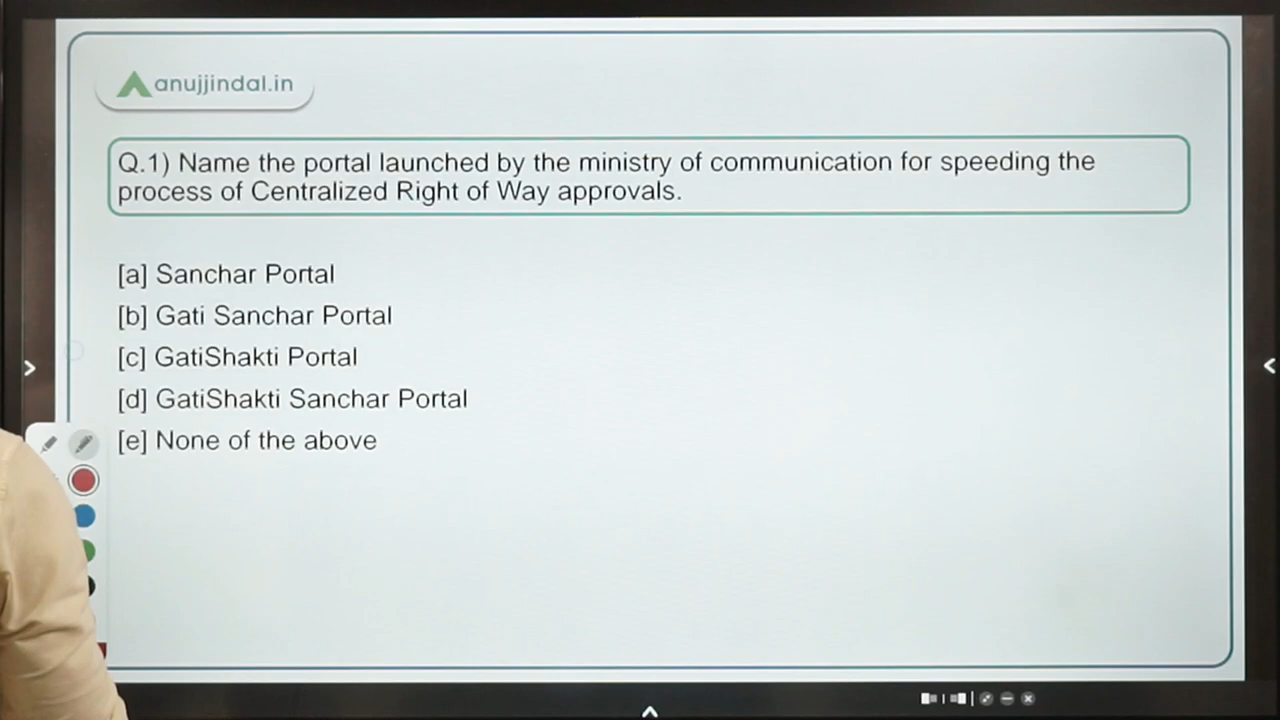 anujjindal.in
Q.1) Name the portal launched by the ministry of communication for speeding the
process of Centralized Right of Way approvals.
[a] Sanchar Portal
[b] Gati Sanchar Portal
[c] GatiShakti Portal
[d] GatiShakti Sanchar Portal
[e] None of the above